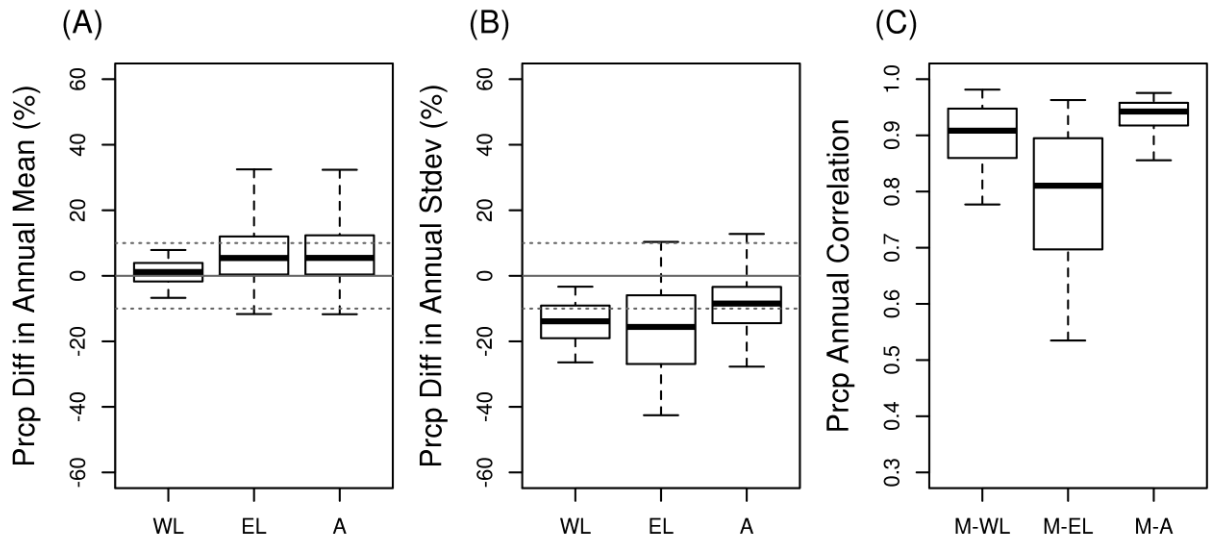 (A)
Prcp Diff in Annual Mean (%)
60
40
20
0
-20
-40
-60
WL EL A
(B)
Prcp Diff in Annual Stdev (%)
60
40
20
0
-20
-40
-60
WL EL A
(C)
Prcp Annual Correlation
1.0
0.9
0.8
0.7
0.6
0.5
0.4
0.3
M-WL M-EL M-A